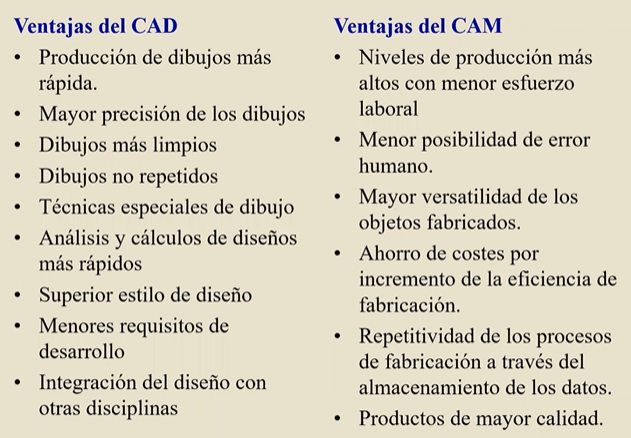 Ventajas del CAD
• Producción de dibujos más
rápida.
• Mayor precisión de los dibujos
• Dibujos más limpios
• Dibujos no repetidos
• Técnicas especiales de dibujo
• Análisis y cálculos de diseños
más rápidos
• Superior estilo de diseño
• Menores requisitos de
desarrollo
• Integración del diseño con
otras disciplinas
Ventajas del CAM
• Niveles de producción más
altos con menor esfuerzo
laboral
• Menor posibilidad de error
humano.
• Mayor versatilidad de los
objetos fabricados.
• Ahorro de costes por
incremento de la eficiencia de
fabricación.
• Repetitividad de los procesos
de fabricación a través del
almacenamiento de los datos.
• Productos de mayor calidad.